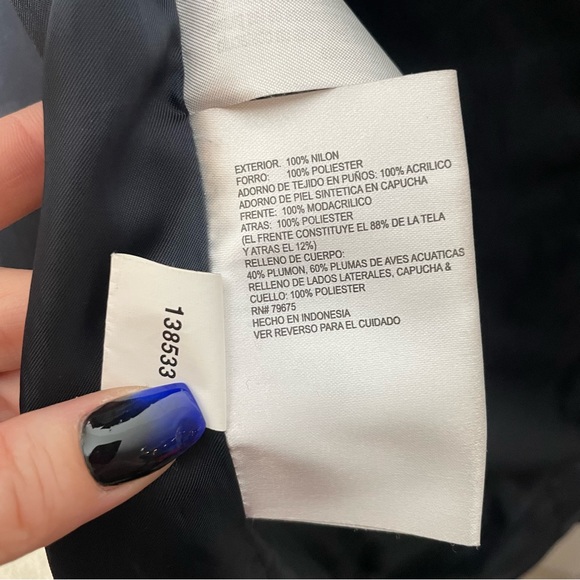 EXTERIOR. 100% NILON
FORRO: 100% POLIESTER
ADORNO DE TEJIDO EN PUÑOS: 100% ACRILICO
ADORNO DE PIEL SINTETICA EN CAPUCHA
FRENTE: 100% MODACRILICO
ATRAS: 100% POLIESTER
(EL FRENTE CONSTITUYE EL 88% DE LA TELA
Y ATRAS EL 12%)
RELLENO DE CUERPO:
40% PLUMON, 60% PLUMAS DE AVES ACUATICAS
RELLENO DE LADOS LATERALES, CAPUCHA &
CUELLO: 100% POLIESTER
RN# 79675
HECHO EN INDONESIA
VER REVERSO PARA EL CUIDADO
138533